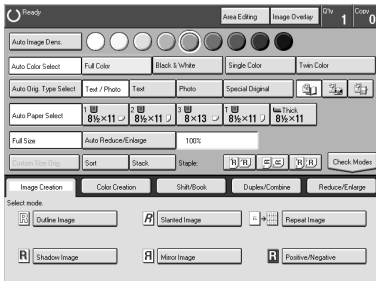 Ready
Area Editing
Image Overlay
Q'ty
1
Copy
0
Auto Image Dens.
Auto Color Select
Full Color
Black & White
Single Color
Twin Color
Auto Orig. Type Select
Text / Photo
Text
Photo
Special Original
Auto Paper Select
1
8½×11
2
8½×11
3
8×13
T
8½×11
Thick
8½×11
Full Size
Auto Reduce/Enlarge
100%
Custom Size Orig.
Sort
Stack
Staple:
Check Modes
Image Creation
Color Creation
Shift/Book
Duplex/Combine
Reduce/Enlarge
Select mode.
Outline Image
Slanted Image
Repeat Image
Shadow Image
Mirror Image
Positive/Negative